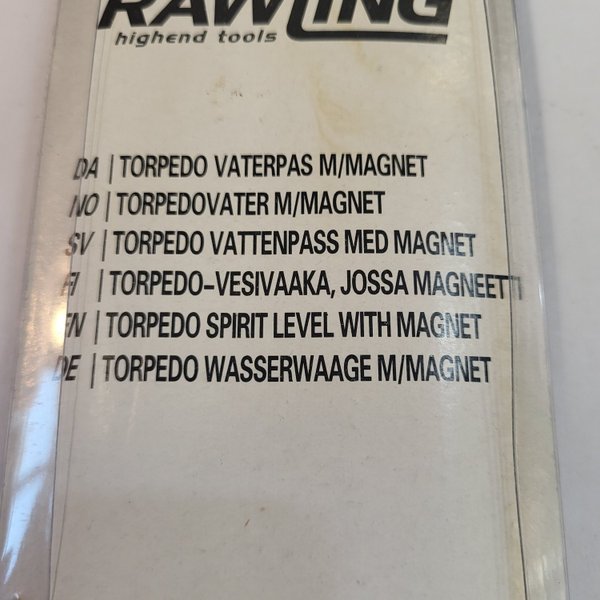 RAWLING
highend tools
DA | TORPEDO VATERPAS M/MAGNET
NO | TORPEDOVATER M/MAGNET
SV | TORPEDO VATTENPASS MED MAGNET
FI | TORPEDO-VESIVAAKA, JOSSA MAGNEETTI
EN | TORPEDO SPIRIT LEVEL WITH MAGNET
DE | TORPEDO WASSERWAAGE M/MAGNET